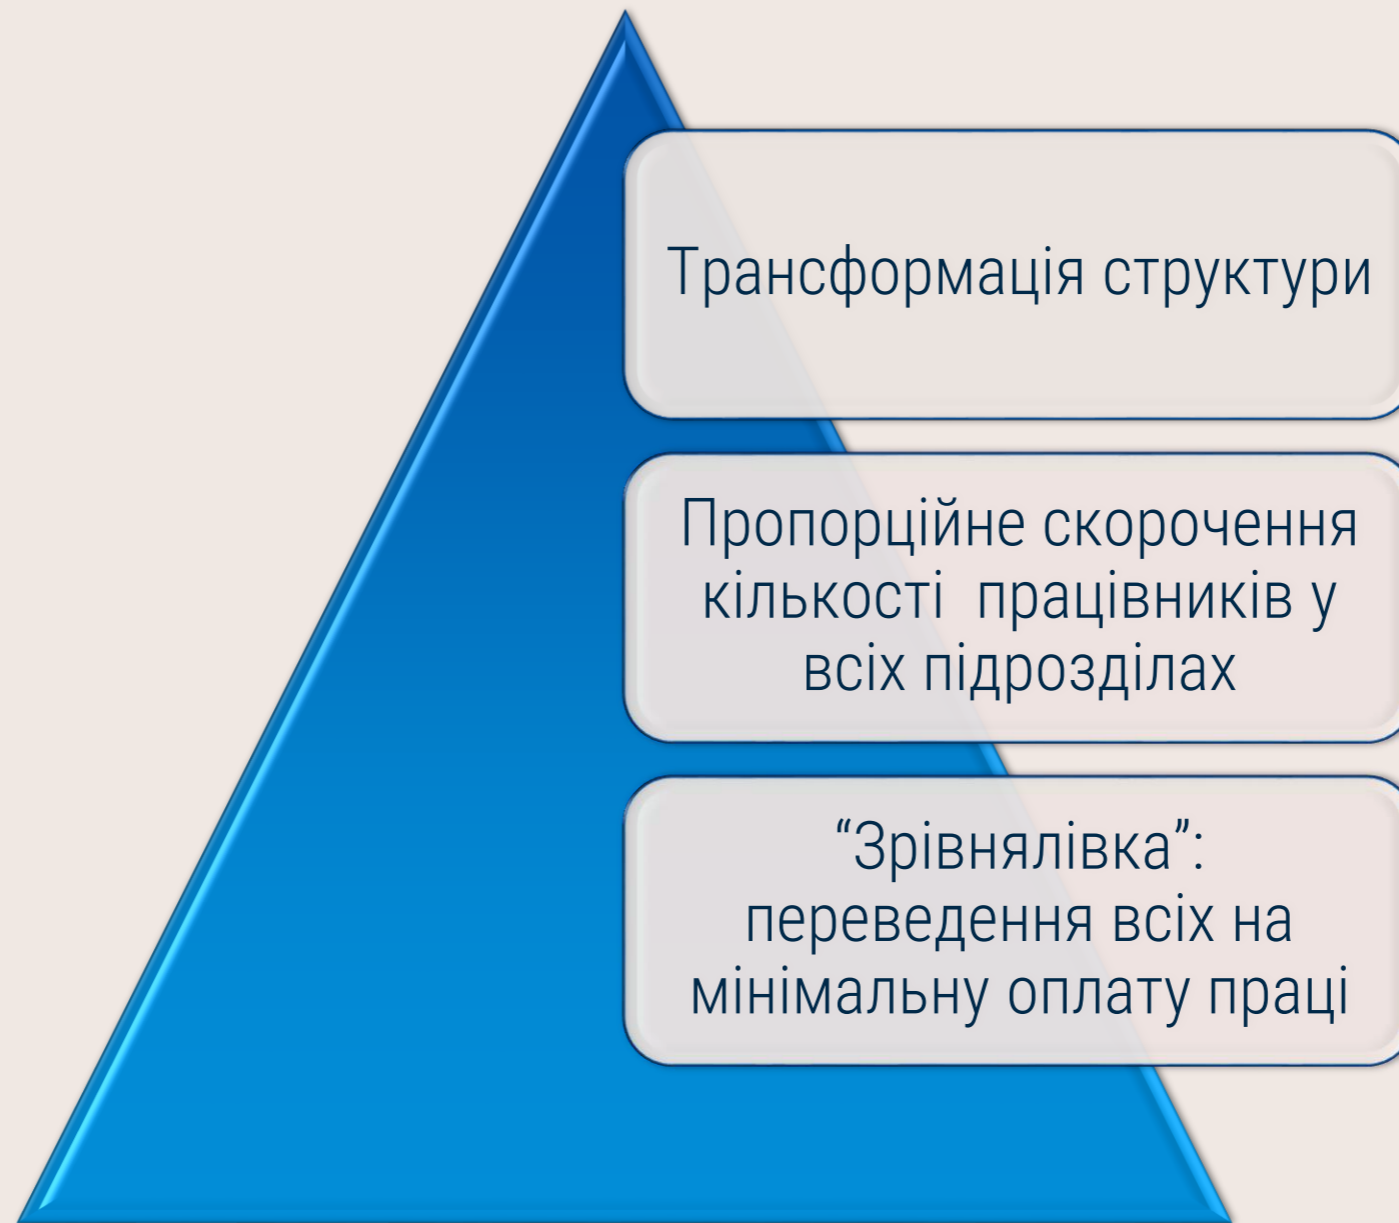 Трансформація структури
Пропорційне скорочення
кількості  працівників у
всіх підрозділах
“Зрівнялівка”:
переведення всіх на
мінімальну оплату праці